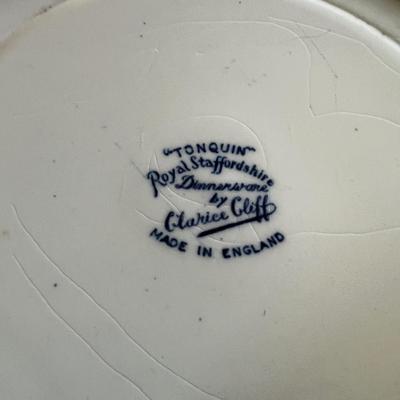 "TONQUIN"
Royal Staffordshire
Dinnerware
by
Clarice Cliff
MADE IN ENGLAND